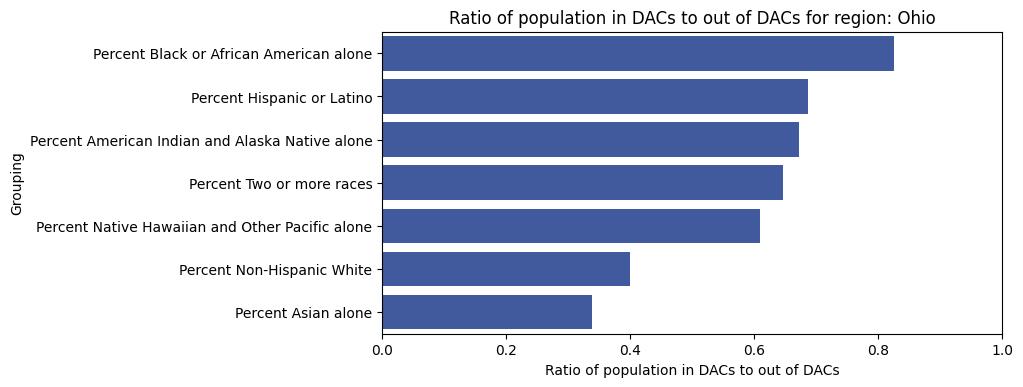 Ratio of population in DACs to out of DACs for region: Ohio
Grouping
Percent Black or African American alone
Percent Hispanic or Latino
Percent American Indian and Alaska Native alone
Percent Two or more races
Percent Native Hawaiian and Other Pacific alone
Percent Non-Hispanic White
Percent Asian alone
0.0 0.2 0.4 0.6 0.8 1.0
Ratio of population in DACs to out of DACs